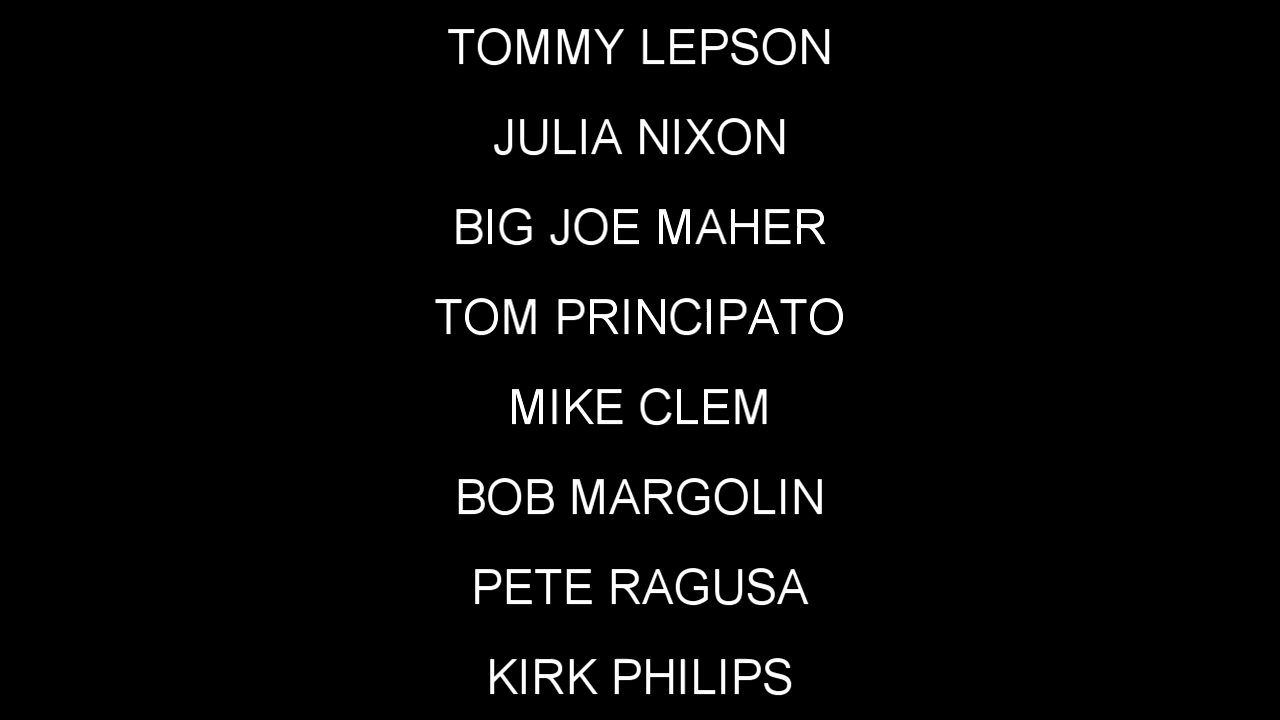 TOMMY LEPSON
JULIA NIXON
BIG JOE MAHER
TOM PRINCIPATO
MIKE CLEM
BOB MARGOLIN
PETE RAGUSA
KIRK PHILIPS